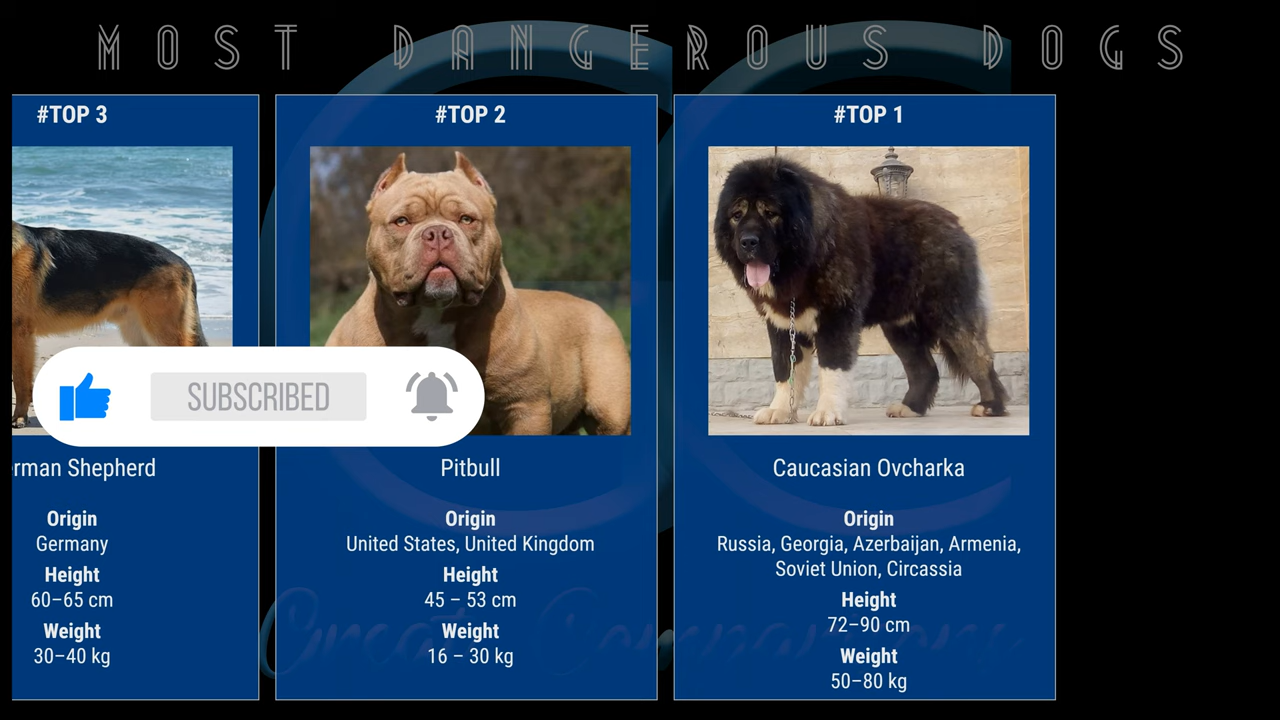 MOST DANGEROUS DOGS
#TOP 3
erman Shepherd
Origin
Germany
Height
60–65 cm
Weight
30–40 kg
#TOP 2
Pitbull
Origin
United States, United Kingdom
Height
45 – 53 cm
Weight
16 – 30 kg
#TOP 1
Caucasian Ovcharka
Origin
Russia, Georgia, Azerbaijan, Armenia,
Soviet Union, Circassia
Height
72–90 cm
Weight
50–80 kg
SUBSCRIBED